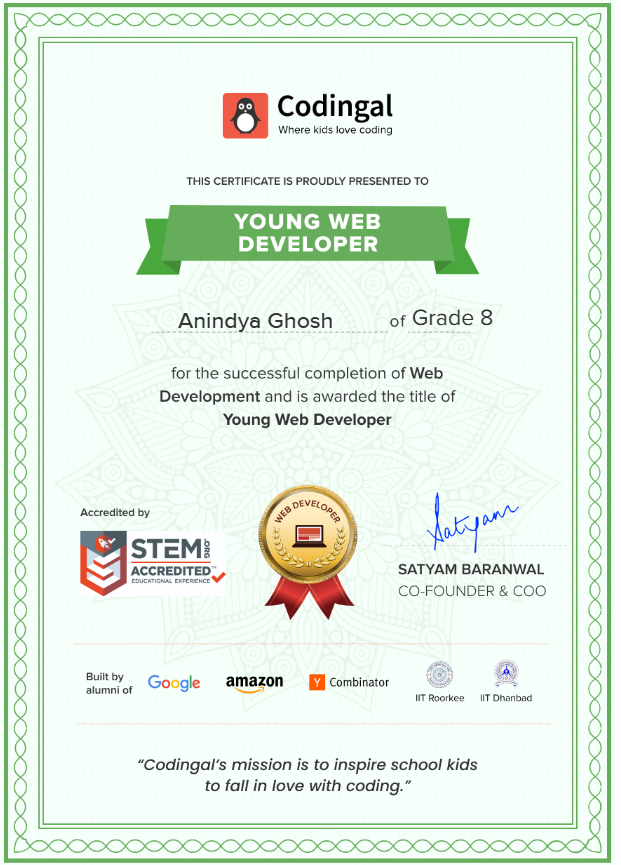 Codingal
Where kids love coding
THIS CERTIFICATE IS PROUDLY PRESENTED TO
YOUNG WEB
DEVELOPER
Anindya Ghosh of Grade 8
for the successful completion of Web
Development and is awarded the title of
Young Web Developer
Accredited by
STEM.ORG
ACCREDITED™
EDUCATIONAL EXPERIENCE
WEB DEVELOPER
Satyam
SATYAM BARANWAL
CO-FOUNDER & COO
Built by
alumni of
Google
amazon
Y Combinator
IIT Roorkee
IIT Dhanbad
“Codingal’s mission is to inspire school kids
to fall in love with coding.”